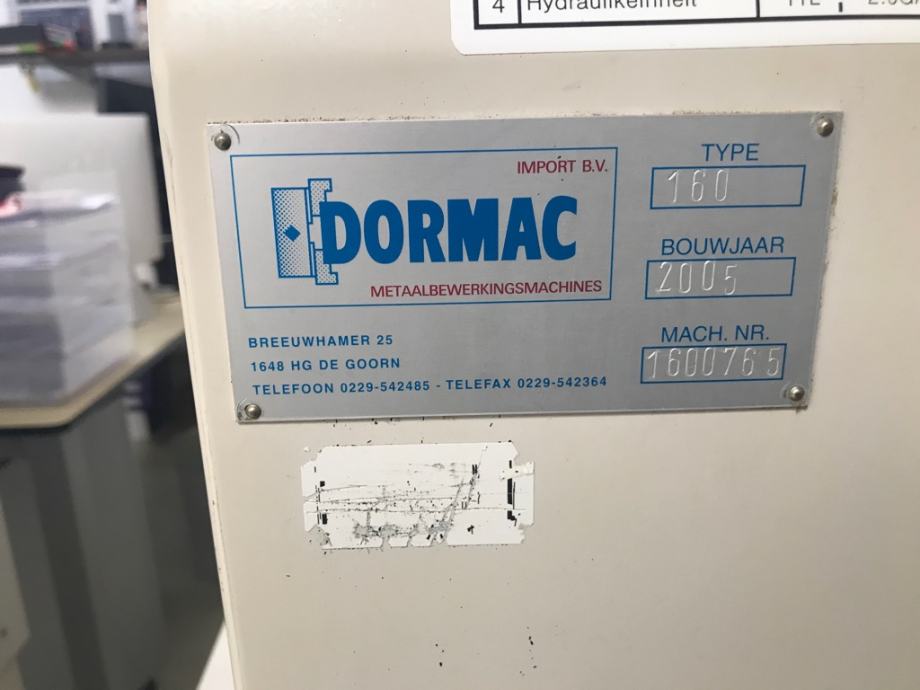 4 Hydraulikeinheit
IMPORT B.V.
DORMAC
METAALBEWERKINGSMACHINES
BREEUWHAMER 25
1648 HG DE GOORN
TELEFOON 0229-542485 - TELEFAX 0229-542364
TYPE
160
BOUWJAAR
2005
MACH. NR.
1600765